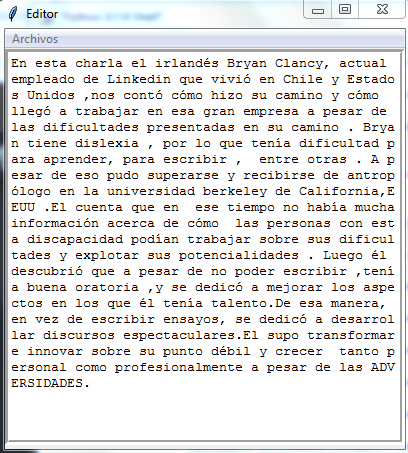 Editor
Archivos
En esta charla el irlandés Bryan Clancy, actual
empleado de Linkedin que vivió en Chile y Estado
s Unidos ,nos contó cómo hizo su camino y cómo
llegó a trabajar en esa gran empresa a pesar de
las dificultades presentadas en su camino . Brya
n tiene dislexia , por lo que tenía dificultad p
ara aprender, para escribir ,  entre otras . A p
esar de eso pudo superarse y recibirse de antrop
ólogo en la universidad berkeley de California,E
EUU .El cuenta que en  ese tiempo no había mucha
información acerca de cómo  las personas con est
a discapacidad podían trabajar sobre sus dificul
tades y explotar sus potencialidades . Luego él
descubrió que a pesar de no poder escribir ,tení
a buena oratoria ,y se dedicó a mejorar los aspe
ctos en los que él tenía talento.De esa manera,
en vez de escribir ensayos, se dedicó a desarrol
lar discursos espectaculares.El supo transformar
e innovar sobre su punto débil y crecer  tanto p
ersonal como profesionalmente a pesar de las ADV
ERSIDADES.